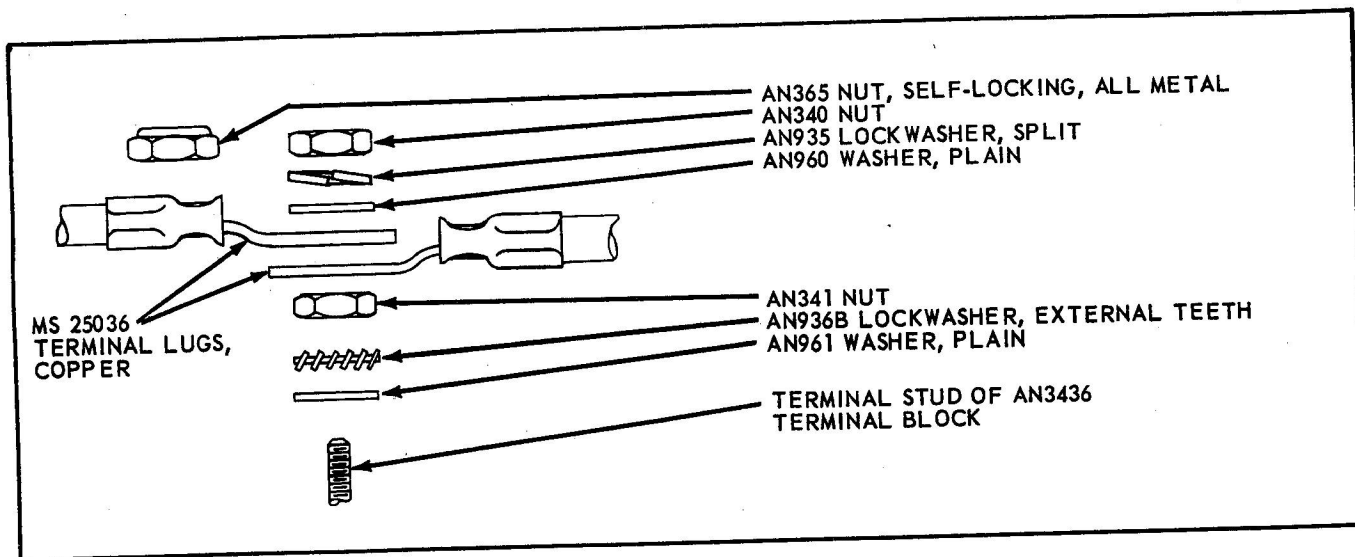 AN365 NUT, SELF-LOCKING, ALL METAL
AN340 NUT
AN935 LOCKWASHER, SPLIT
AN960 WASHER, PLAIN
MS 25036
TERMINAL LUGS,
COPPER
AN341 NUT
AN936B LOCKWASHER, EXTERNAL TEETH
AN961 WASHER, PLAIN
TERMINAL STUD OF AN3436
TERMINAL BLOCK